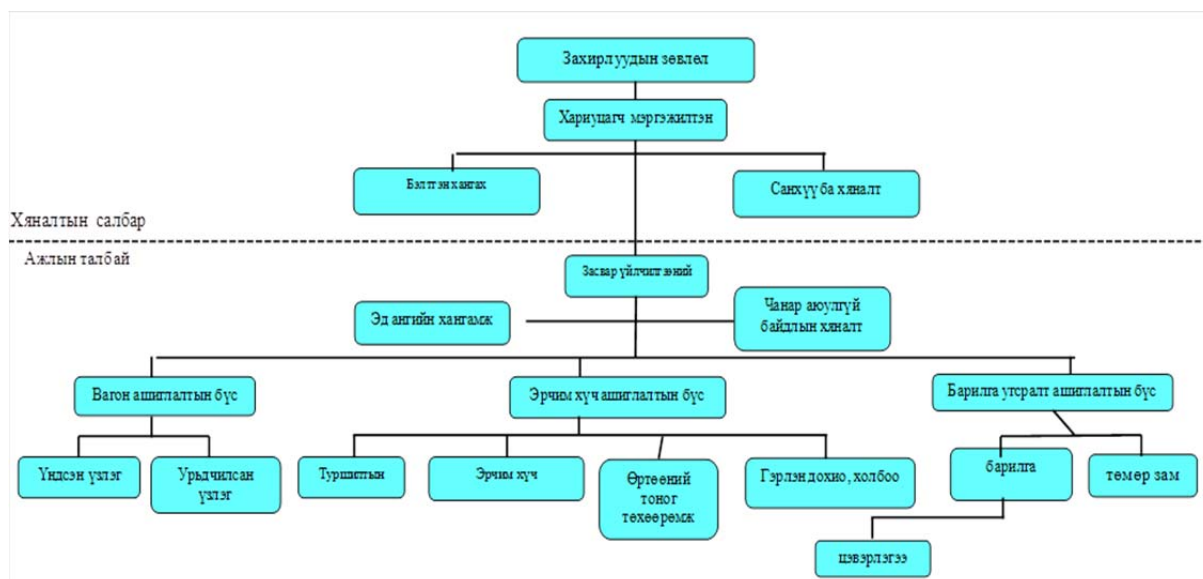 Захирлуудын зөвлөл
Хариуцагч мэргэжилтэн
Бэлтгэн хангах
Санхүү ба хяналт
Хяналтын салбар
Ажлын талбай
Засвар үйлчилгэний
Эд ангийн хангамж
Чанар аюулгүй
байдлын хяналт
Вагон ашиглалтын бүс
Эрчим хүч ашиглалтын бүс
Барилга угсралт ашиглалтын бүс
Үндсэн үзлэг
Урьдчилсан
үзлэг
Туршилтын
Эрчим хүч
Өртөөний
тоног
төхөөрөмж
Гэрлэн дохио, холбоо
барилга
төмөр зам
цэвэрлэгээ